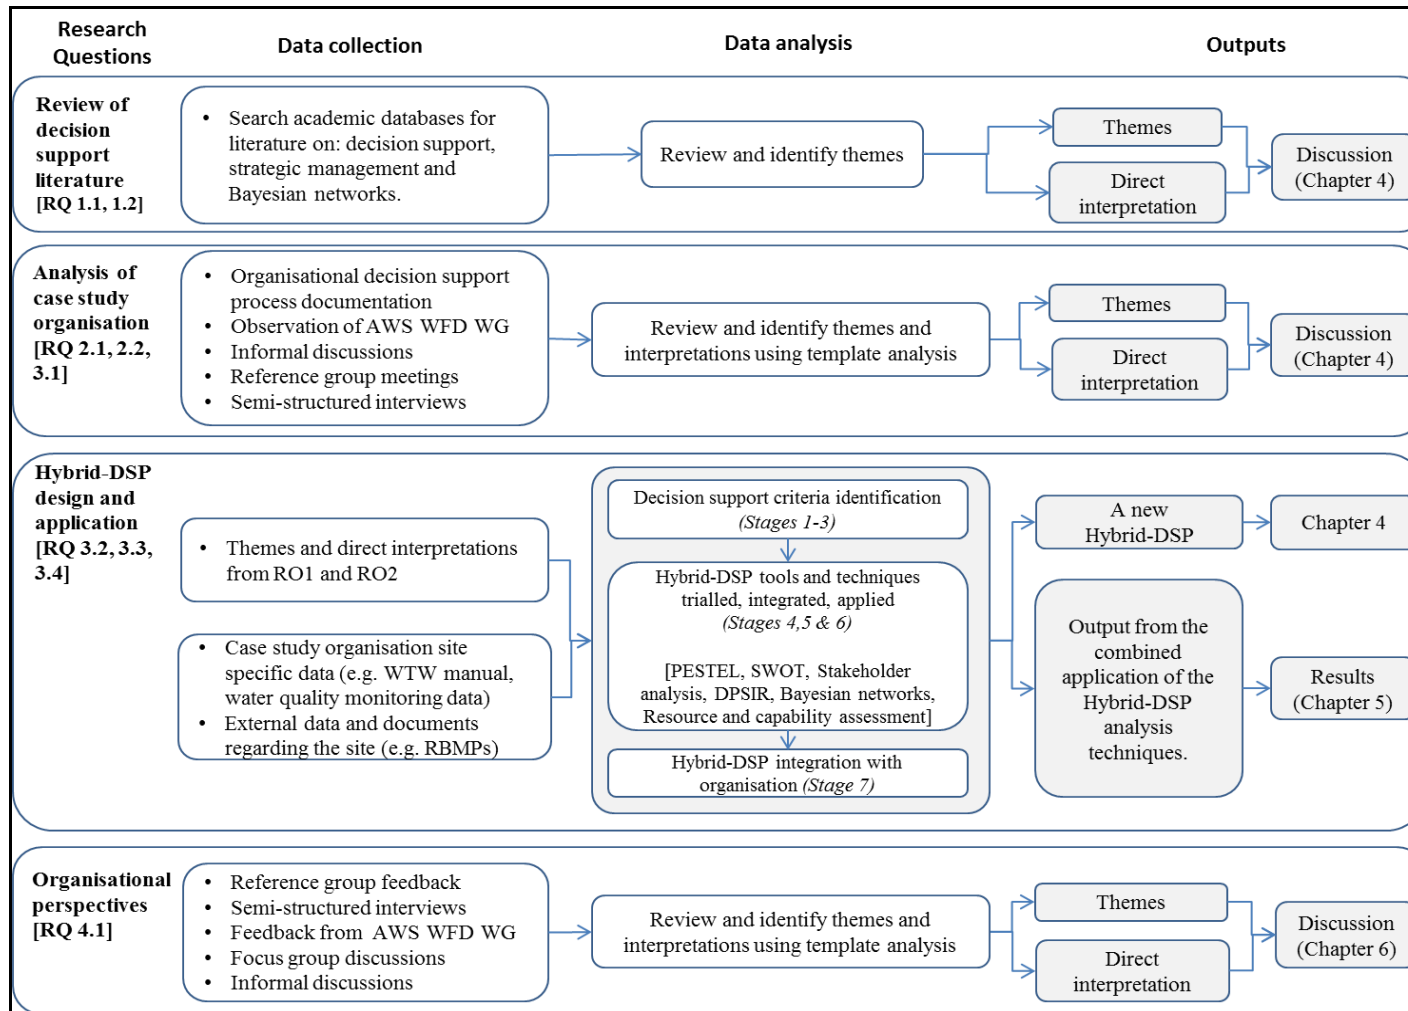 Research
Questions
Data collection
Data analysis
Outputs
Review of
decision
support
literature
[RQ 1.1, 1.2]
• Search academic databases for
literature on: decision support,
strategic management and
Bayesian networks.
Review and identify themes
Themes
Direct
interpretation
Discussion
(Chapter 4)
Analysis of
case study
organisation
[RQ 2.1, 2.2,
3.1]
• Organisational decision support
process documentation
• Observation of AWS WFD WG
• Informal discussions
• Reference group meetings
• Semi-structured interviews
Review and identify themes and
interpretations using template analysis
Themes
Direct
interpretation
Discussion
(Chapter 4)
Hybrid-DSP
design and
application
[RQ 3.2, 3.3,
3.4]
• Themes and direct interpretations
from RO1 and RO2
• Case study organisation site
specific data (e.g. WTW manual,
water quality monitoring data)
• External data and documents
regarding the site (e.g. RBMPs)
Decision support criteria identification
(Stages 1-3)
Hybrid-DSP tools and techniques
trialled, integrated, applied
(Stages 4,5 & 6)
[PESTEL, SWOT, Stakeholder
analysis, DPSIR, Bayesian networks,
Resource and capability assessment]
Hybrid-DSP integration with
organisation (Stage 7)
A new
Hybrid-DSP
Chapter 4
Output from the
combined
application of the
Hybrid-DSP
analysis
techniques.
Results
(Chapter 5)
Organisational
perspectives
[RQ 4.1]
• Reference group feedback
• Semi-structured interviews
• Feedback from AWS WFD WG
• Focus group discussions
• Informal discussions
Review and identify themes and
interpretations using template analysis
Themes
Direct
interpretation
Discussion
(Chapter 6)